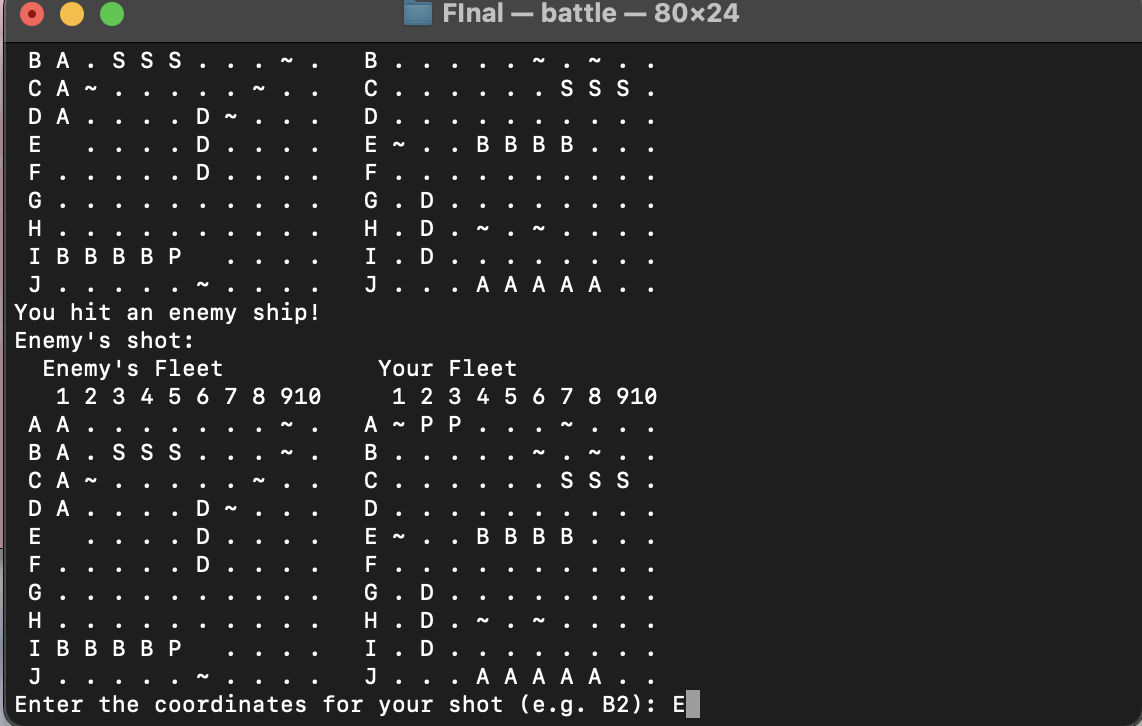 FInal — battle — 80×24
B A . S S S . . . ~ .   B . . . . . ~ . ~ . .
C A ~ . . . . . ~ . .   C . . . . . . S S S .
D A . . . . D ~ . . .   D . . . . . . . . . .
E   . . . . D . . . .   E ~ . . B B B B . . .
F . . . . . D . . . .   F . . . . . . . . . .
G . . . . . . . . . .   G . D . . . . . . . .
H . . . . . . . . . .   H . D . ~ . ~ . . . .
I B B B B P   . . . .   I . D . . . . . . . .
J . . . . . ~ . . . .   J . . . A A A A A . .
You hit an enemy ship!
Enemy's shot:
  Enemy's Fleet           Your Fleet
   1 2 3 4 5 6 7 8 910     1 2 3 4 5 6 7 8 910
A A . . . . . . . ~ .   A ~ P P . . . ~ . . .
B A . S S S . . . ~ .   B . . . . . ~ . ~ . .
C A ~ . . . . . ~ . .   C . . . . . . S S S .
D A . . . . D ~ . . .   D . . . . . . . . . .
E   . . . . D . . . .   E ~ . . B B B B . . .
F . . . . . D . . . .   F . . . . . . . . . .
G . . . . . . . . . .   G . D . . . . . . . .
H . . . . . . . . . .   H . D . ~ . ~ . . . .
I B B B B P   . . . .   I . D . . . . . . . .
J . . . . . ~ . . . .   J . . . A A A A A . .
Enter the coordinates for your shot (e.g. B2): E